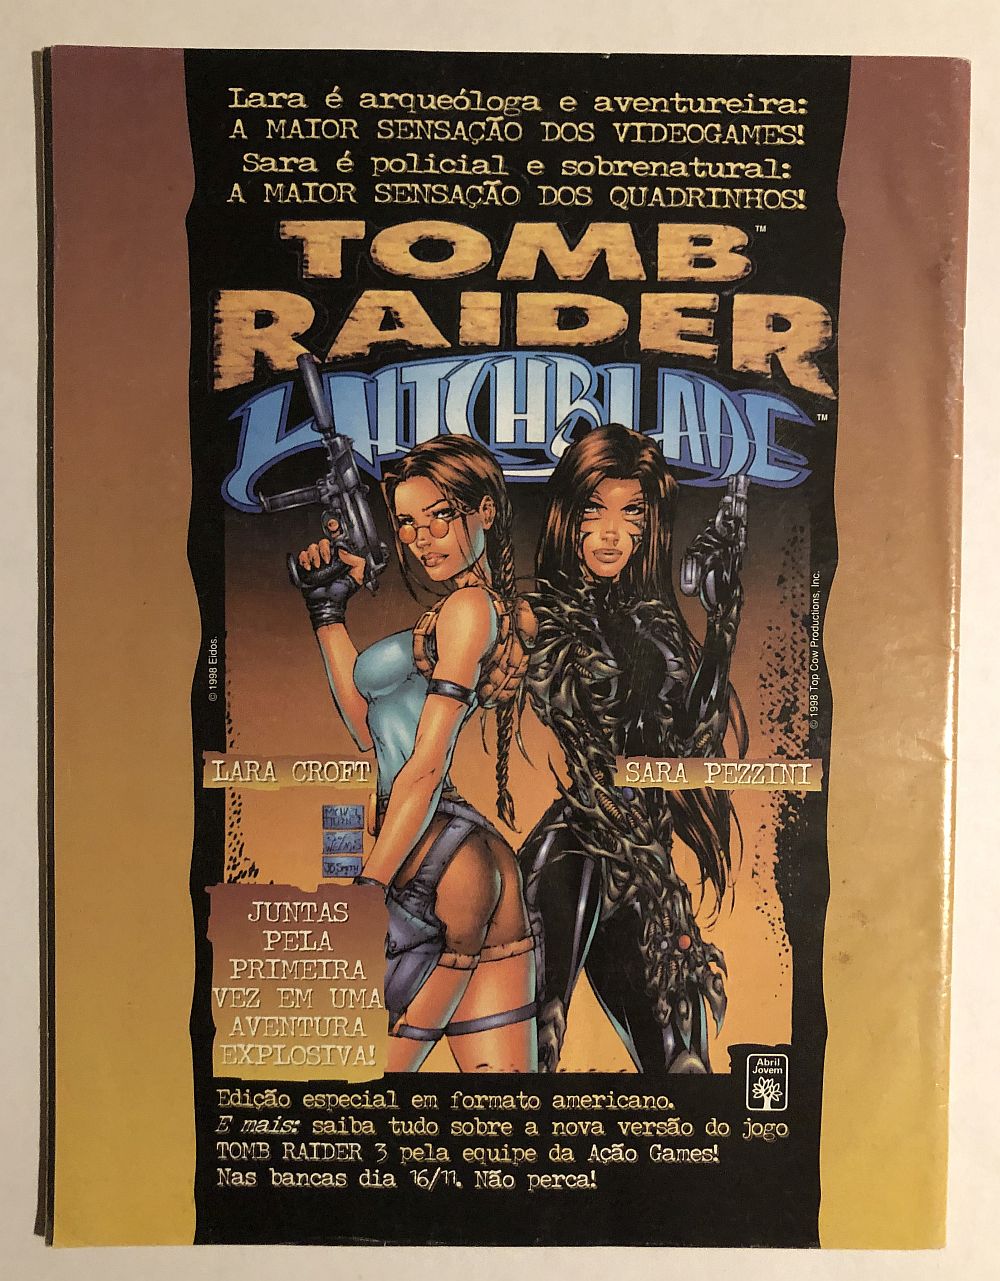 Lara é arqueóloga e aventureira:
A MAIOR SENSAÇÃO DOS VIDEOGAMES!
Sara é policial e sobrenatural:
A MAIOR SENSAÇÃO DOS QUADRINHOS!
TOMB™
RAIDER
WITCHBLADE™
© 1998 Eidos.
© 1998 Top Cow Productions, Inc.
LARA CROFT
SARA PEZZINI
JUNTAS
PELA
PRIMEIRA
VEZ EM UMA
AVENTURA
EXPLOSIVA!
Abril
Jovem
Edição especial em formato americano.
E mais: saiba tudo sobre a nova versão do jogo
TOMB RAIDER 3 pela equipe da Ação Games!
Nas bancas dia 16/11. Não perca!